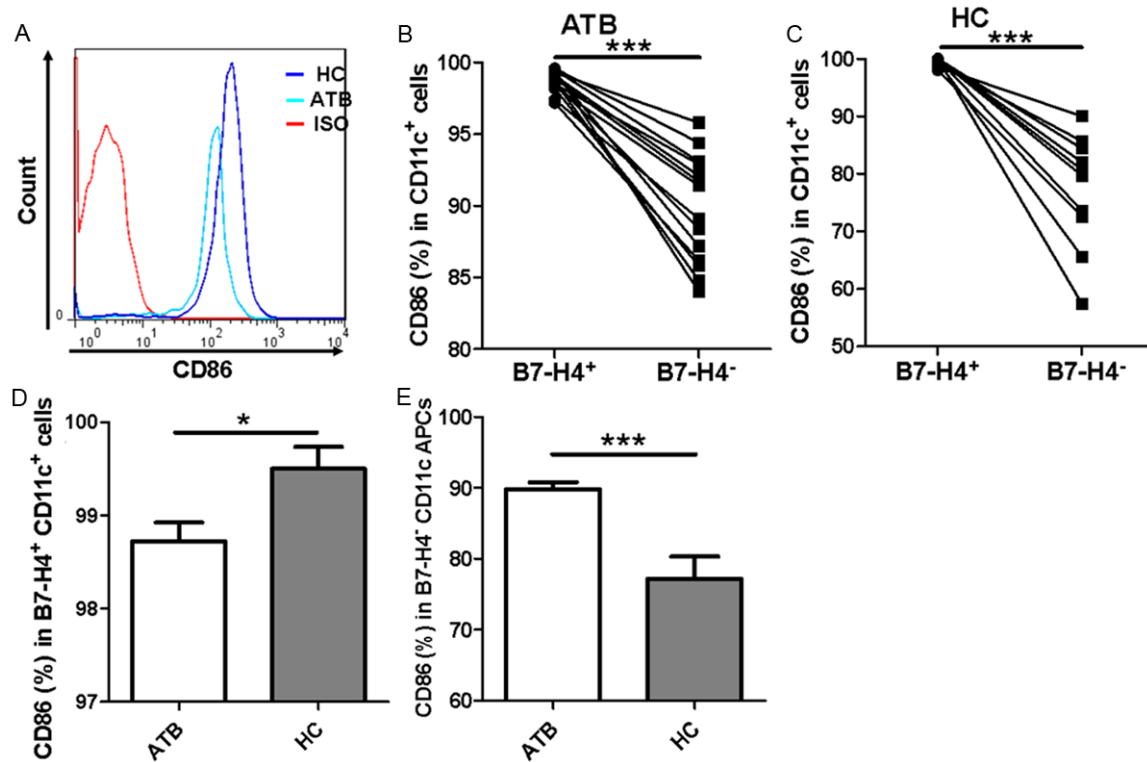 A
Count
HC
ATB
ISO
0
10⁰ 10¹ 10² 10³ 10⁴
CD86
B
ATB
***
CD86 (%) in CD11c⁺ cells
100
95
90
85
80
B7-H4⁺ B7-H4⁻
C
HC
***
CD86 (%) in CD11c⁺ cells
100
90
80
70
60
50
B7-H4⁺ B7-H4⁻
D
*
CD86 (%) in B7-H4⁺ CD11c⁺ cells
100
99
98
97
ATB HC
E
***
CD86 (%) in B7-H4⁻ CD11c APCs
100
90
80
70
60
ATB HC